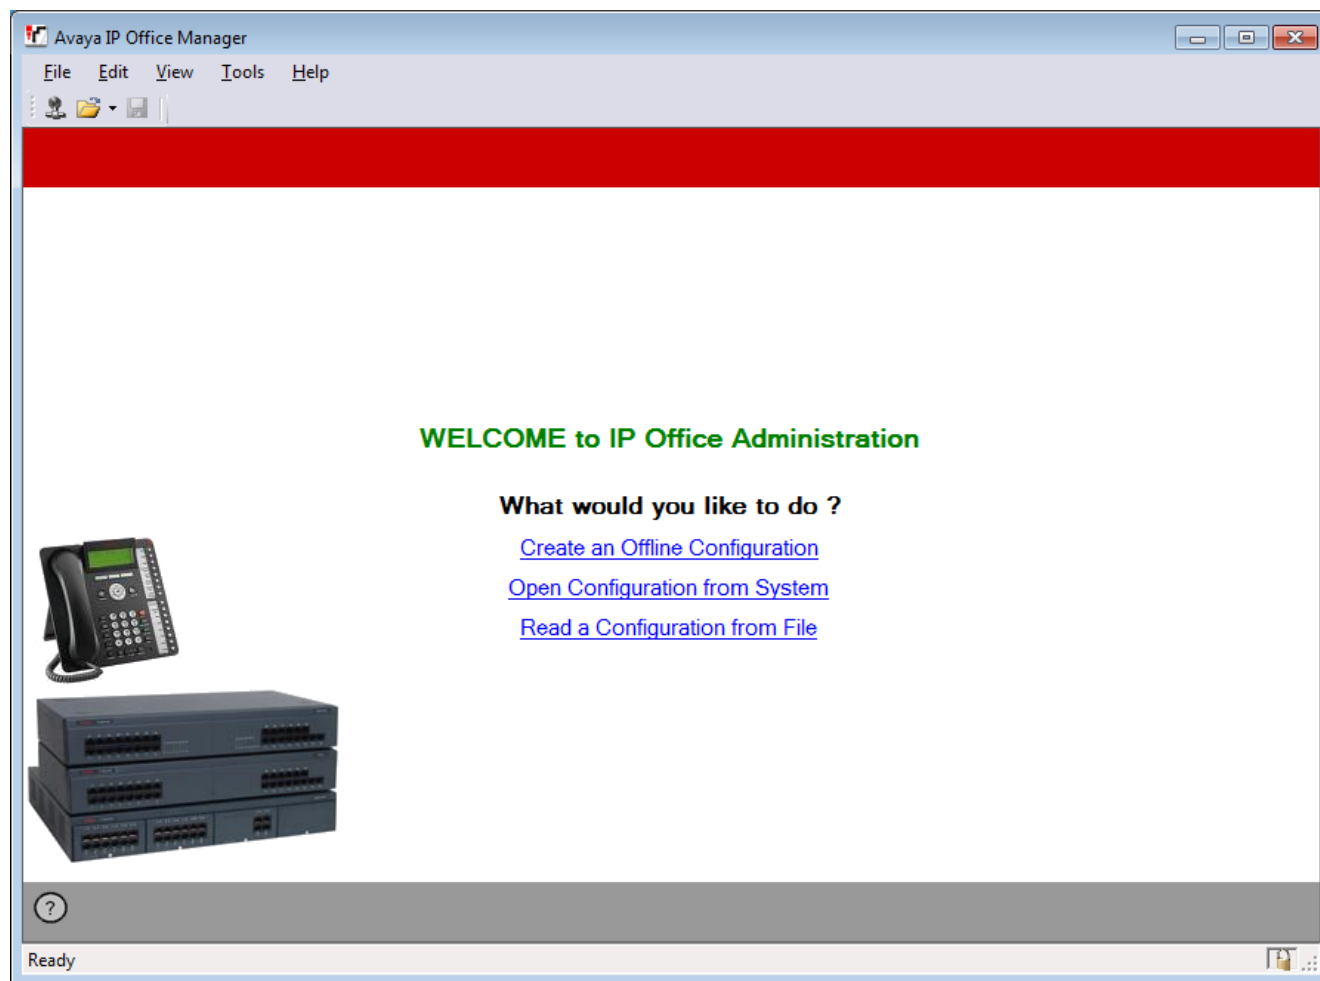 Avaya IP Office Manager
File Edit View Tools Help
WELCOME to IP Office Administration
What would you like to do ?
Create an Offline Configuration
Open Configuration from System
Read a Configuration from File
?
Ready